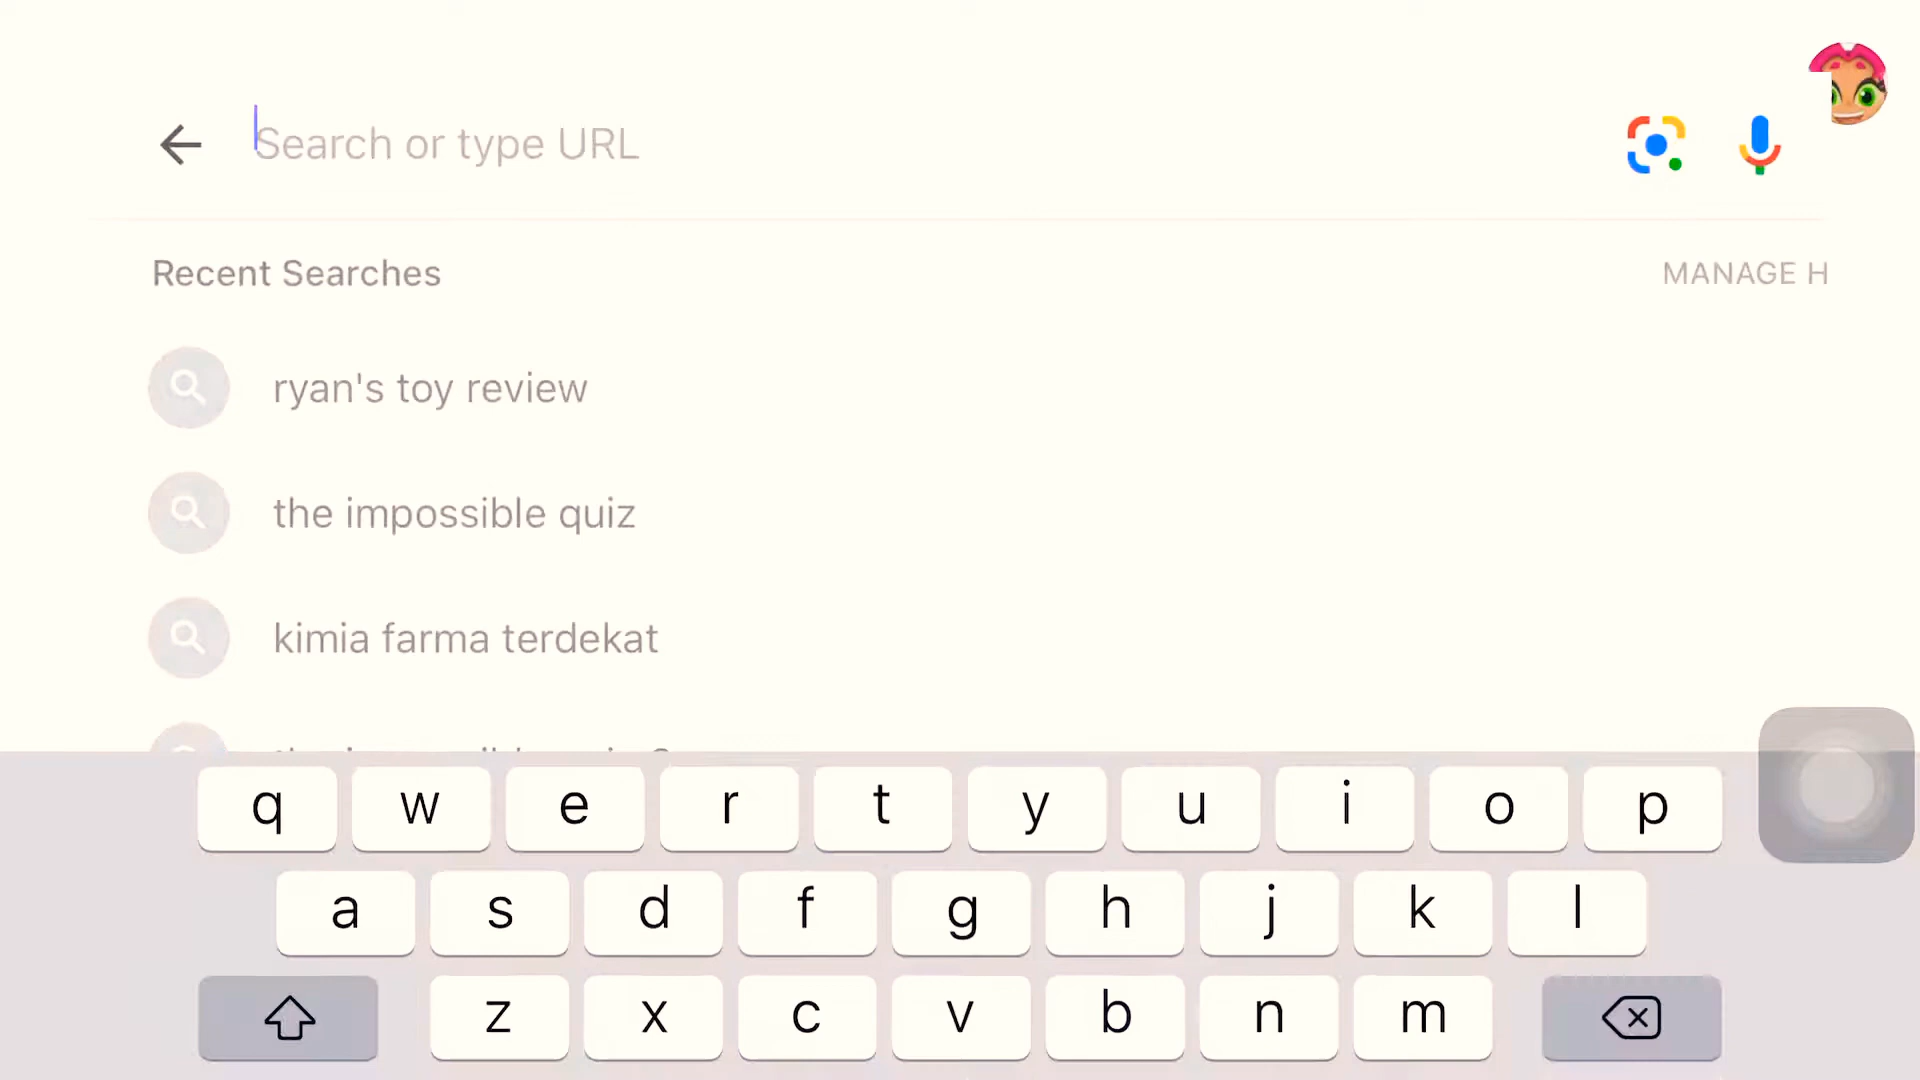 Search or type URL
Recent Searches
MANAGE H
ryan's toy review
the impossible quiz
kimia farma terdekat
q w e r t y u i o p
a s d f g h j k l
z x c v b n m